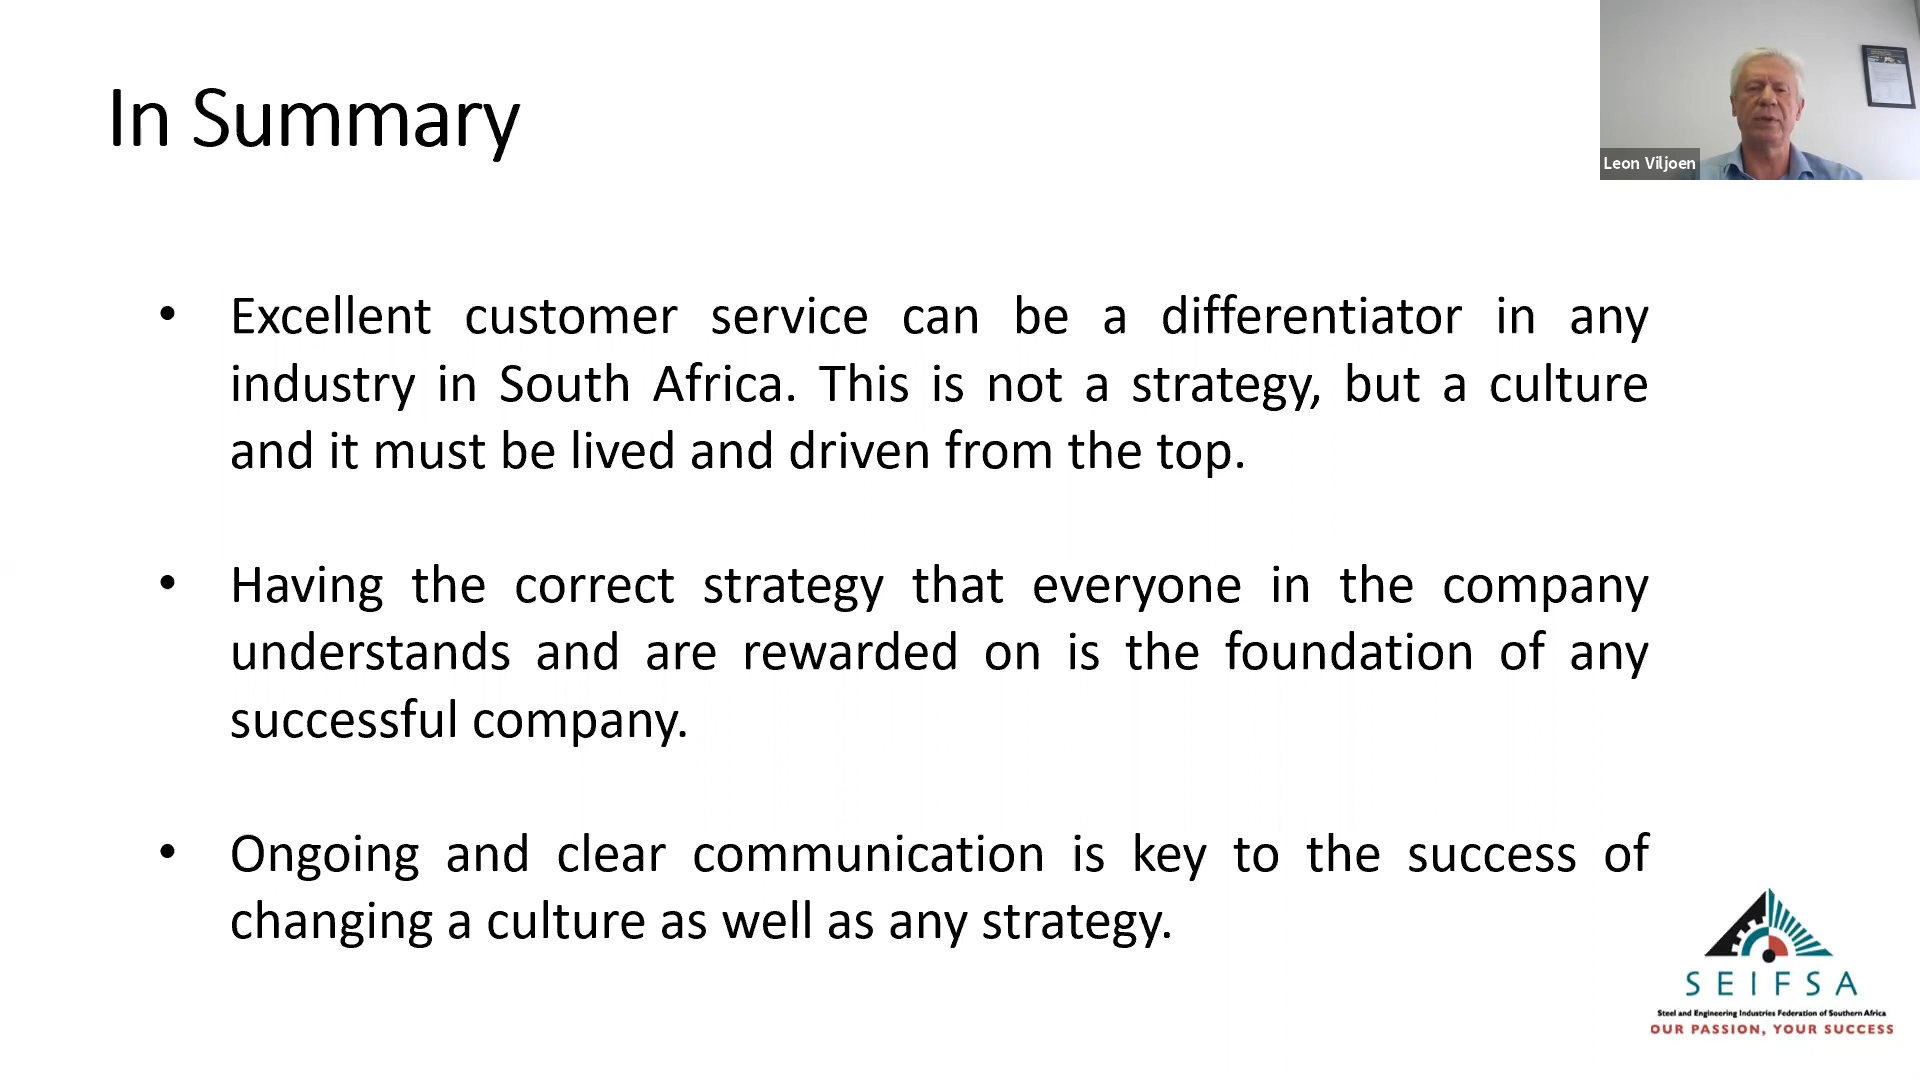 In Summary
Leon Viljoen
• Excellent customer service can be a differentiator in any
industry in South Africa. This is not a strategy, but a culture
and it must be lived and driven from the top.
• Having the correct strategy that everyone in the company
understands and are rewarded on is the foundation of any
successful company.
• Ongoing and clear communication is key to the success of
changing a culture as well as any strategy.
SEIFSA
Steel and Engineering Industries Federation of Southern Africa
OUR PASSION, YOUR SUCCESS